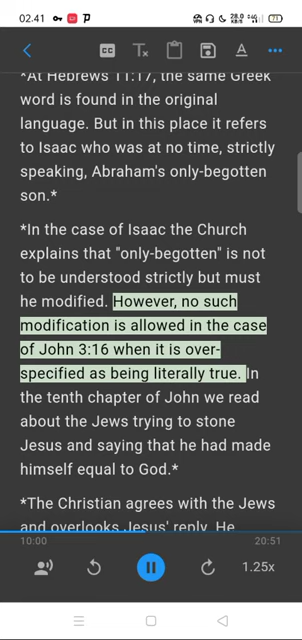 02.41
28.0
KB/S
71
CC
A
*At Hebrews 11:17, the same Greek
word is found in the original
language. But in this place it refers
to Isaac who was at no time, strictly
speaking, Abraham's only-begotten
son.*
*In the case of Isaac the Church
explains that "only-begotten" is not
to be understood strictly but must
he modified. However, no such
modification is allowed in the case
of John 3:16 when it is over-
specified as being literally true. In
the tenth chapter of John we read
about the Jews trying to stone
Jesus and saying that he had made
himself equal to God.*
*The Christian agrees with the Jews
and overlooks Jesus' reply. He
10:00
20:51
1.25x